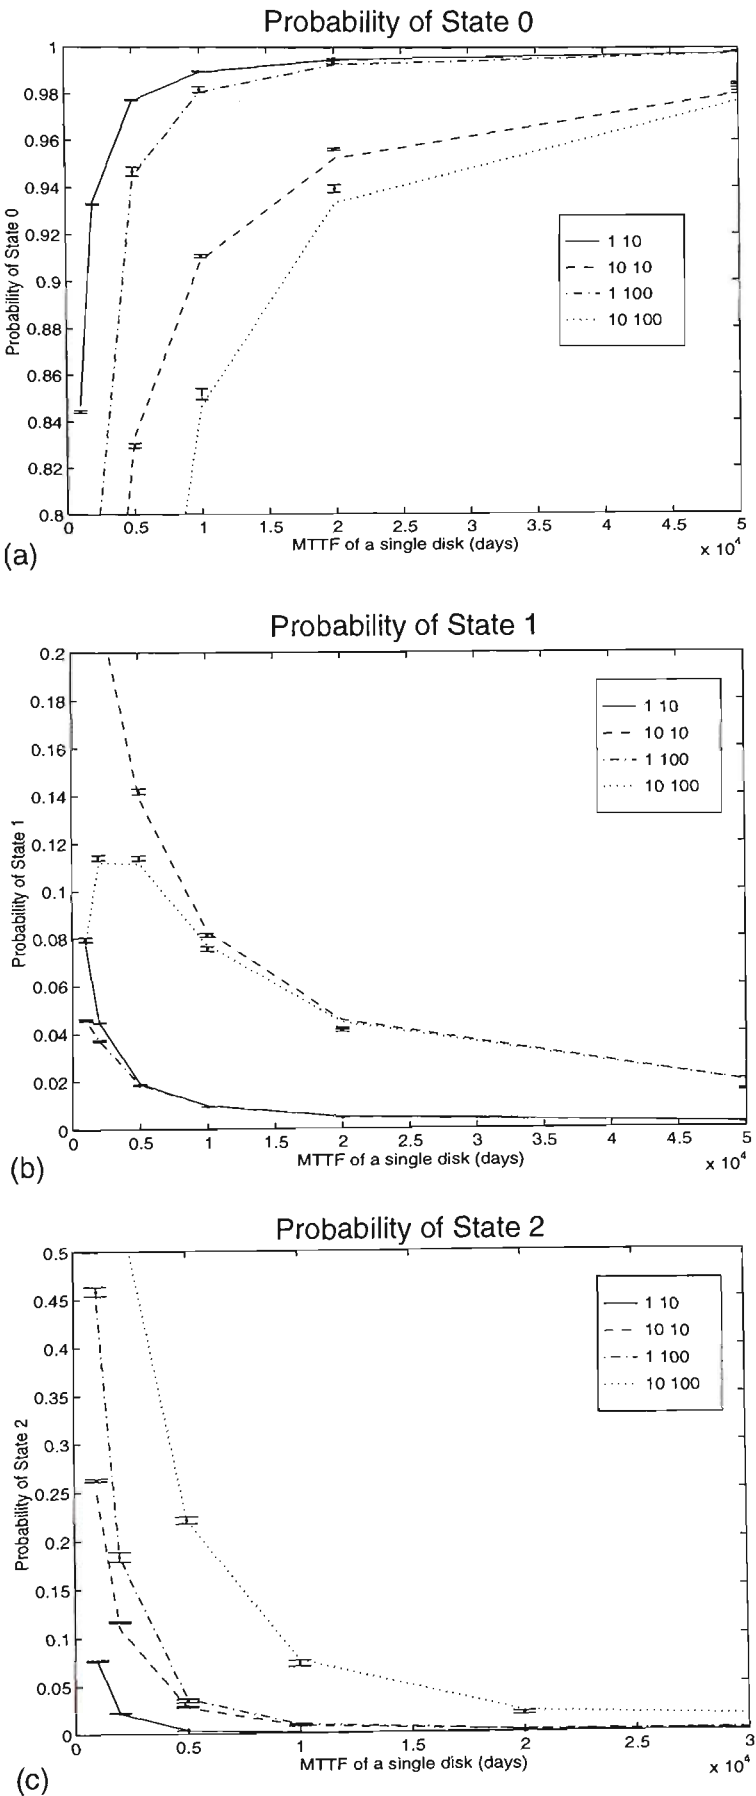 Probability of State 0
1
0.98
0.96
0.94
0.92
0.9
0.88
0.86
0.84
0.82
0.8
Probability of State 0
1 10
10 10
1 100
10 100
0 0.5 1 1.5 2 2.5 3 3.5 4 4.5 5
MTTF of a single disk (days)
x 10^4
(a)
Probability of State 1
0.2
0.18
0.16
0.14
0.12
0.1
0.08
0.06
0.04
0.02
0
Probability of State 1
1 10
10 10
1 100
10 100
0 0.5 1 1.5 2 2.5 3 3.5 4 4.5 5
MTTF of a single disk (days)
x 10^4
(b)
Probability of State 2
0.5
0.45
0.4
0.35
0.3
0.25
0.2
0.15
0.1
0.05
0
Probability of State 2
1 10
10 10
1 100
10 100
0 0.5 1 1.5 2 2.5 3
MTTF of a single disk (days)
x 10^4
(c)